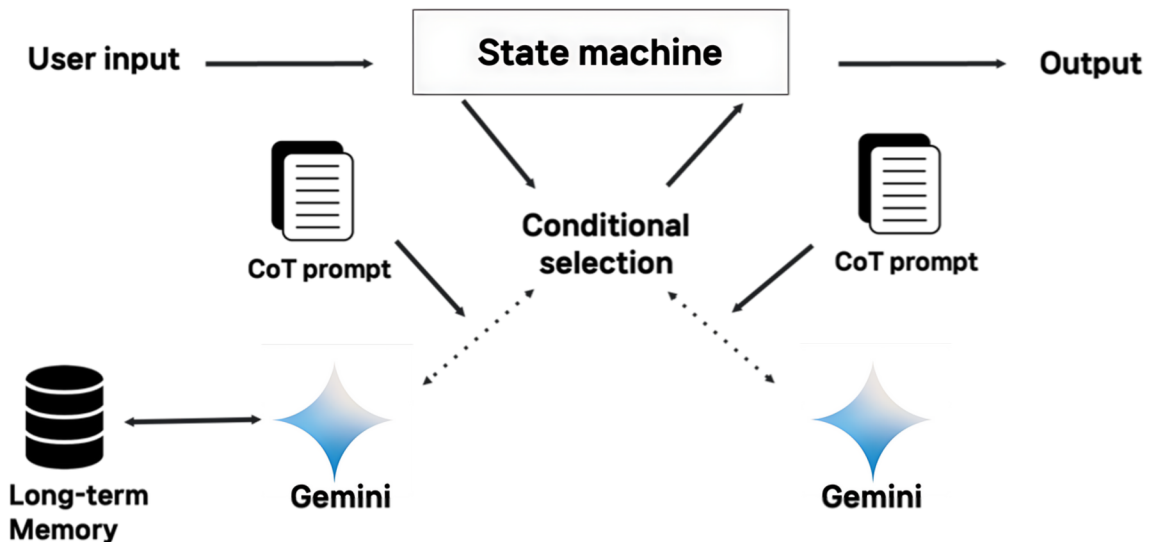 User input
State machine
Output
Conditional
selection
CoT prompt
CoT prompt
Long-term
Memory
Gemini
Gemini